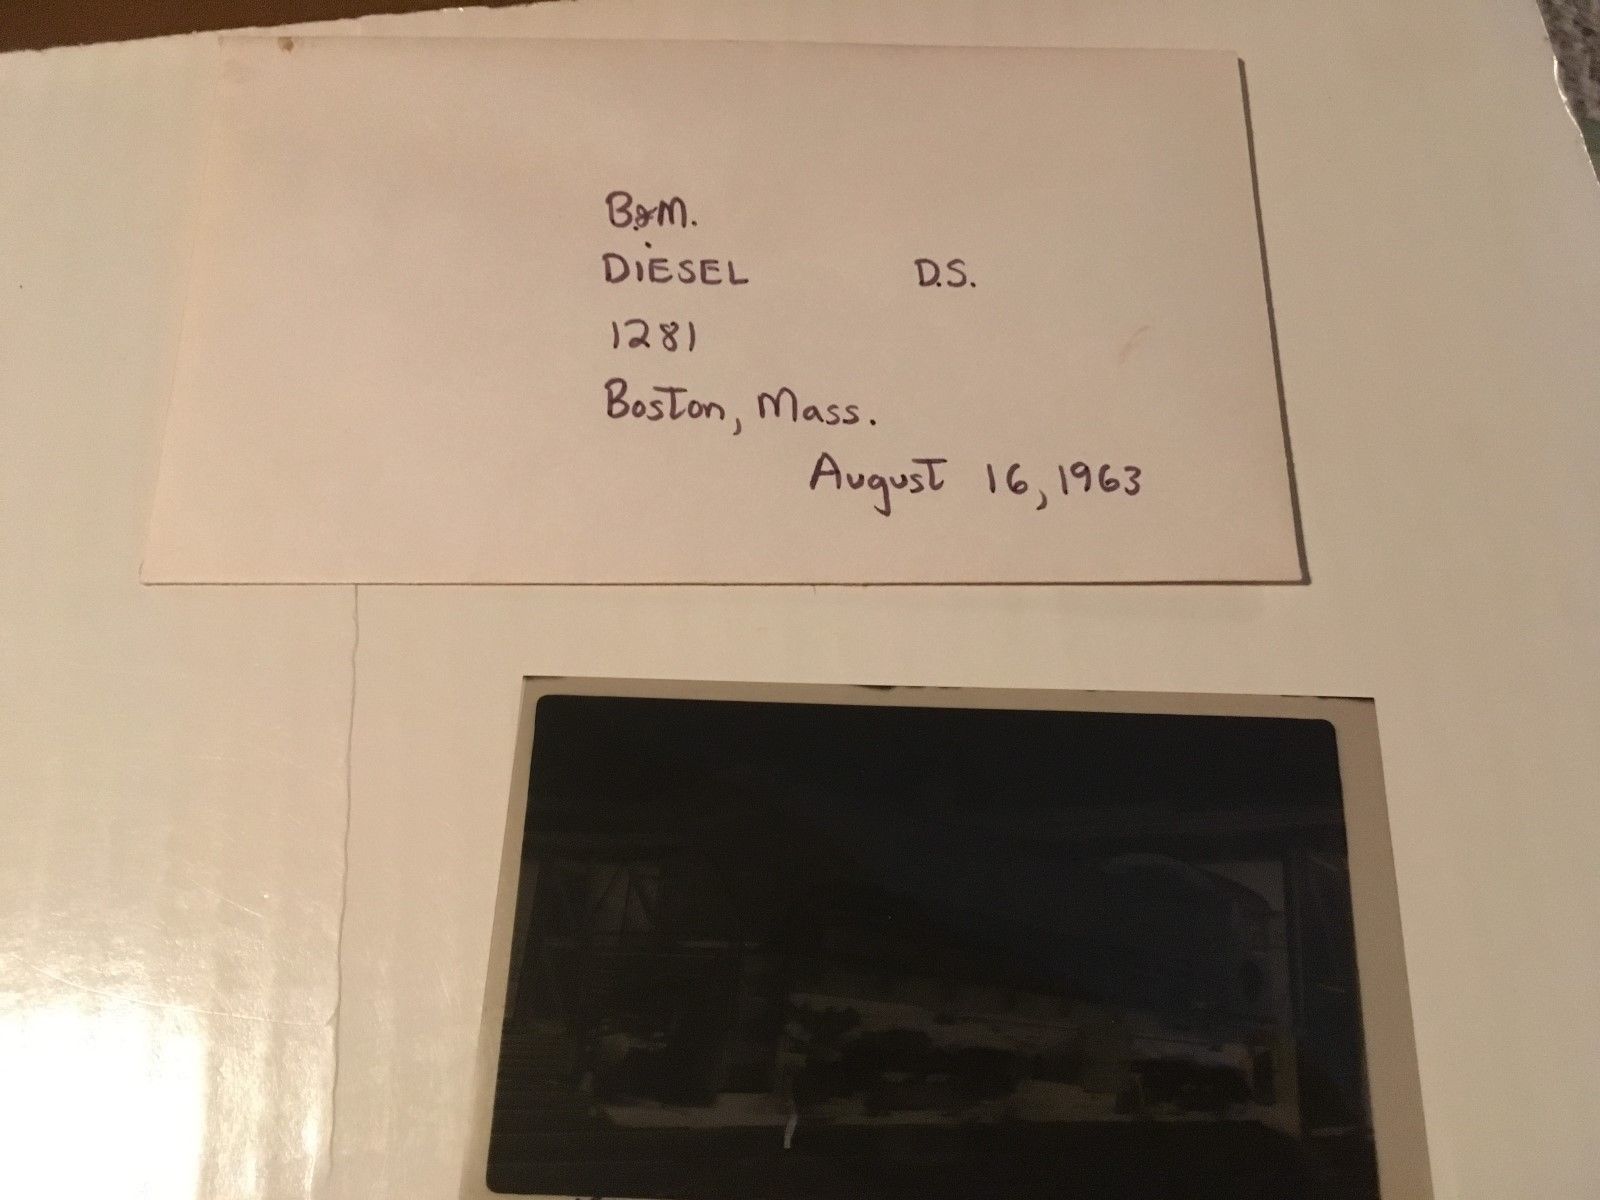 B&M.
DiESEL D.S.
1281
Boston, Mass.
August 16, 1963